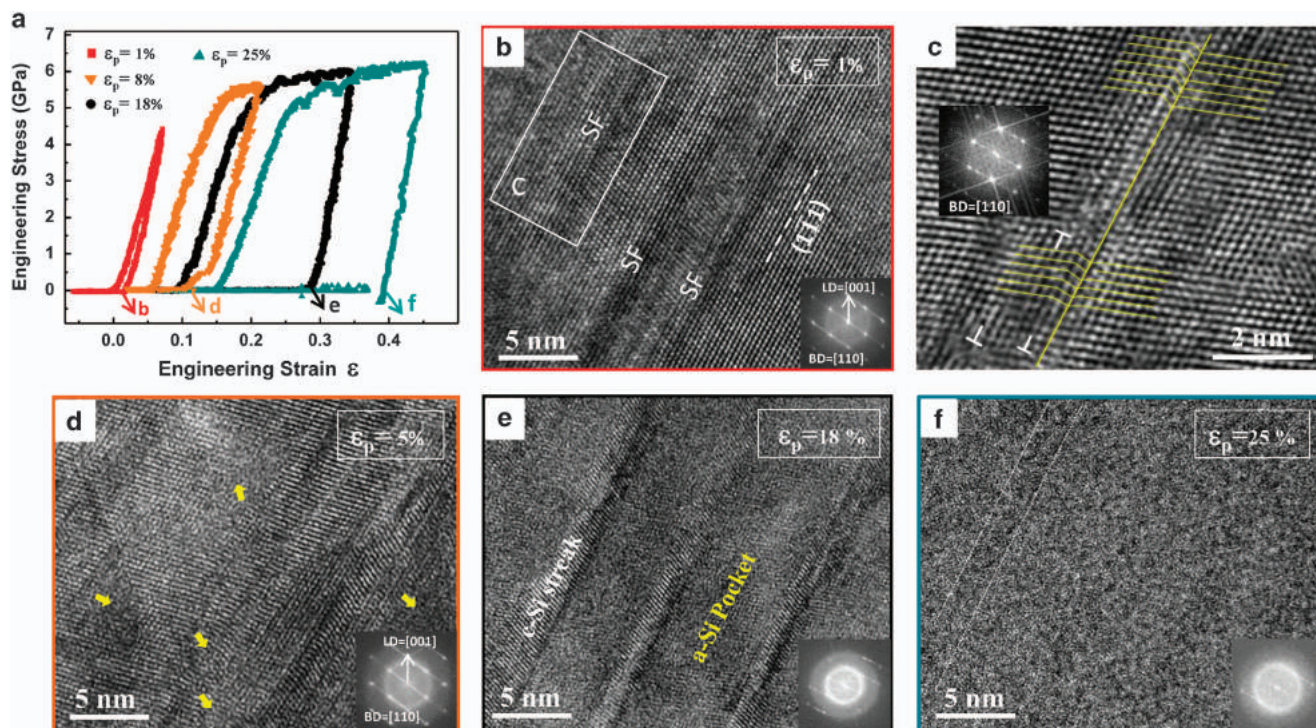 a
Engineering Stress (GPa)
7
6
5
4
3
2
1
0
εp= 1%
εp= 8%
εp= 18%
εp= 25%
b
d
e
f
0.0
0.1
0.2
0.3
0.4
Engineering Strain ε
b
εp= 1%
SF
C
SF
SF
(111)
LD=[001]
BD=[110]
5 nm
c
BD=[110]
2 nm
d
εp= 5%
LD=[001]
BD=[110]
5 nm
e
εp=18 %
c-Si streak
a-Si Pocket
5 nm
f
εp=25 %
5 nm